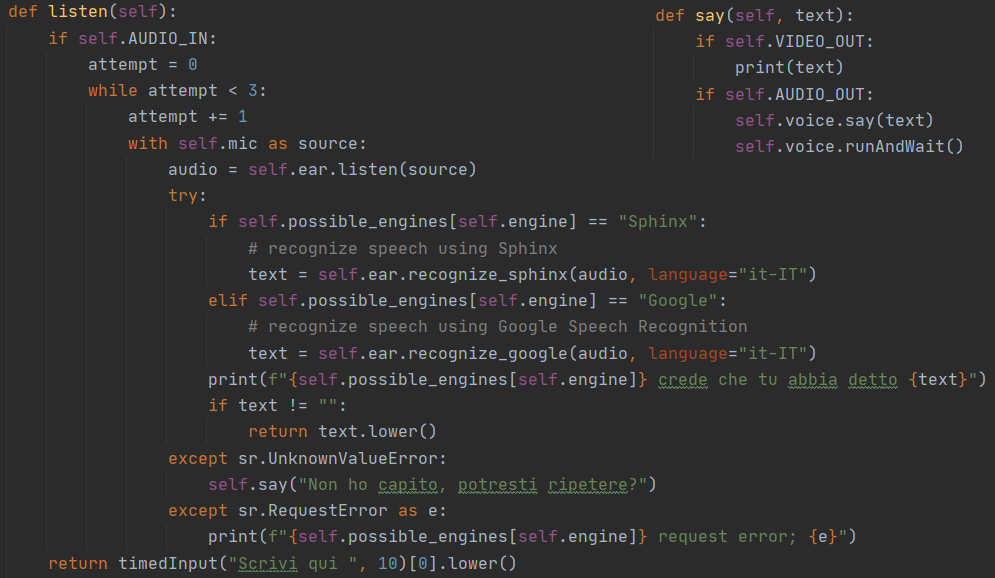 def listen(self):
    if self.AUDIO_IN:
        attempt = 0
        while attempt < 3:
            attempt += 1
            with self.mic as source:
                audio = self.ear.listen(source)
                try:
                    if self.possible_engines[self.engine] == "Sphinx":
                        # recognize speech using Sphinx
                        text = self.ear.recognize_sphinx(audio, language="it-IT")
                    elif self.possible_engines[self.engine] == "Google":
                        # recognize speech using Google Speech Recognition
                        text = self.ear.recognize_google(audio, language="it-IT")
                    print(f"{self.possible_engines[self.engine]} crede che tu abbia detto {text}")
                    if text != "":
                        return text.lower()
                except sr.UnknownValueError:
                    self.say("Non ho capito, potresti ripetere?")
                except sr.RequestError as e:
                    print(f"{self.possible_engines[self.engine]} request error; {e}")
    return timedInput("Scrivi qui ", 10)[0].lower()
def say(self, text):
    if self.VIDEO_OUT:
        print(text)
    if self.AUDIO_OUT:
        self.voice.say(text)
        self.voice.runAndWait()